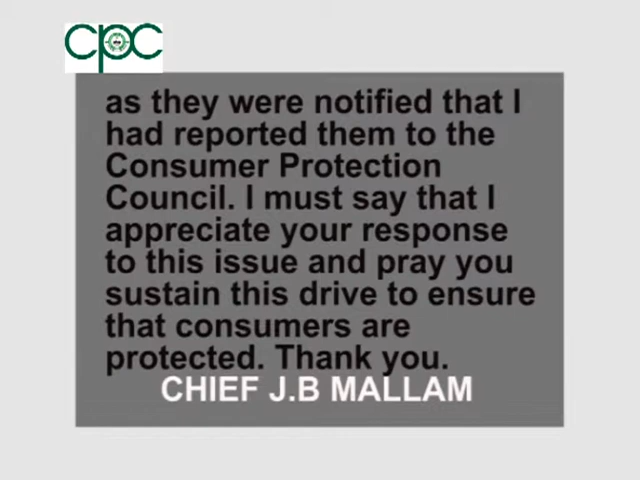 cpc
as they were notified that I
had reported them to the
Consumer Protection
Council. I must say that I
appreciate your response
to this issue and pray you
sustain this drive to ensure
that consumers are
protected. Thank you.
CHIEF J.B MALLAM